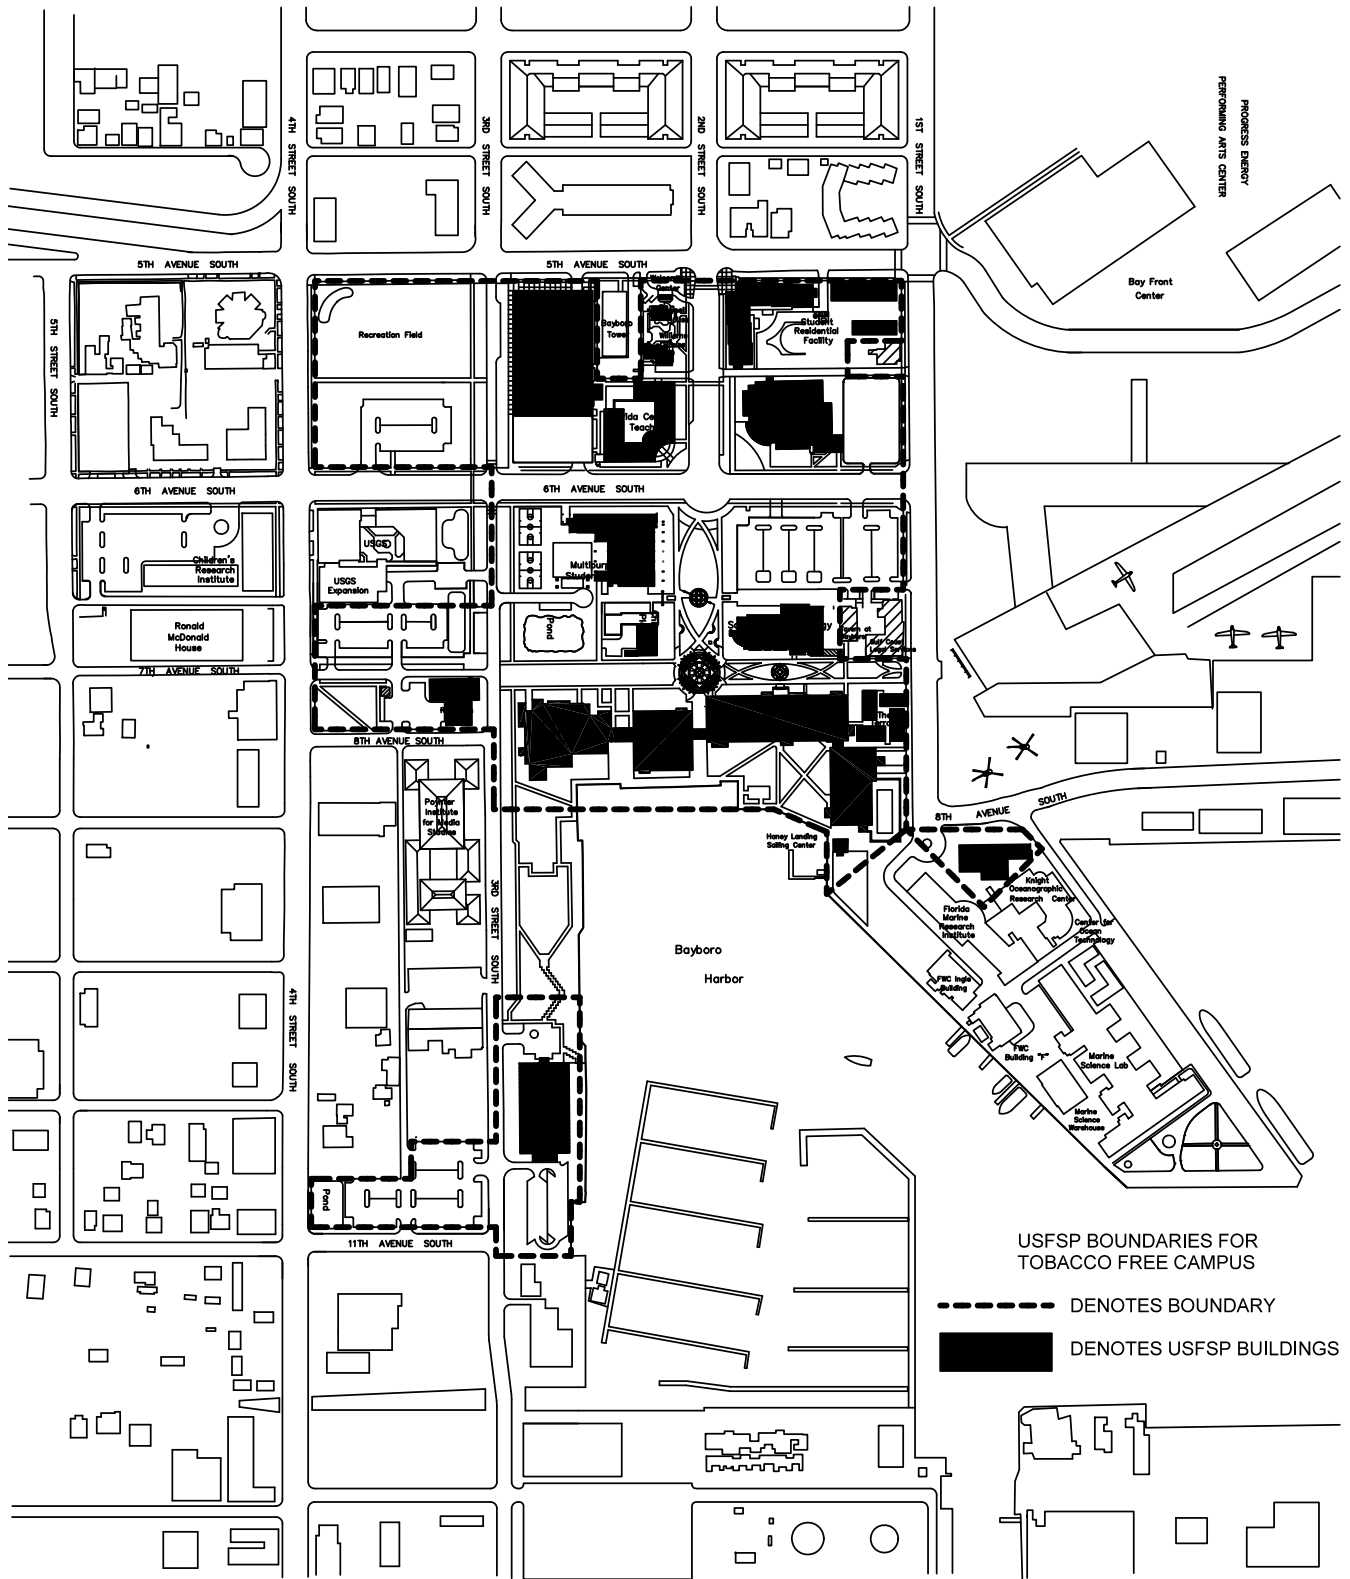 PROGRESS ENERGY
PERFORMING ARTS CENTER
4TH STREET SOUTH
3RD STREET SOUTH
2ND STREET SOUTH
1ST STREET SOUTH
5TH AVENUE SOUTH
5TH AVENUE SOUTH
Bay Front
Center
5TH STREET SOUTH
Recreation Field
Bayboro
Tower
Student
Residential
Facility
6TH AVENUE SOUTH
6TH AVENUE SOUTH
Children's
Research
Institute
USGS
USGS
Expansion
Pond
Ronald
McDonald
House
7TH AVENUE SOUTH
8TH AVENUE SOUTH
Poynter
Institute
for Media
Studies
Haney Landing
Sailing Center
8TH AVENUE SOUTH
Knight
Oceanographic
Research Center
Florida
Marine
Research
Institute
Center for
Ocean
Technology
3RD STREET SOUTH
Bayboro
Harbor
FWC Ingle
Building
4TH STREET SOUTH
FWC
Building "F"
Marine
Science Lab
Marine
Science
Warehouse
Pond
11TH AVENUE SOUTH
USFSP BOUNDARIES FOR
TOBACCO FREE CAMPUS
DENOTES BOUNDARY
DENOTES USFSP BUILDINGS